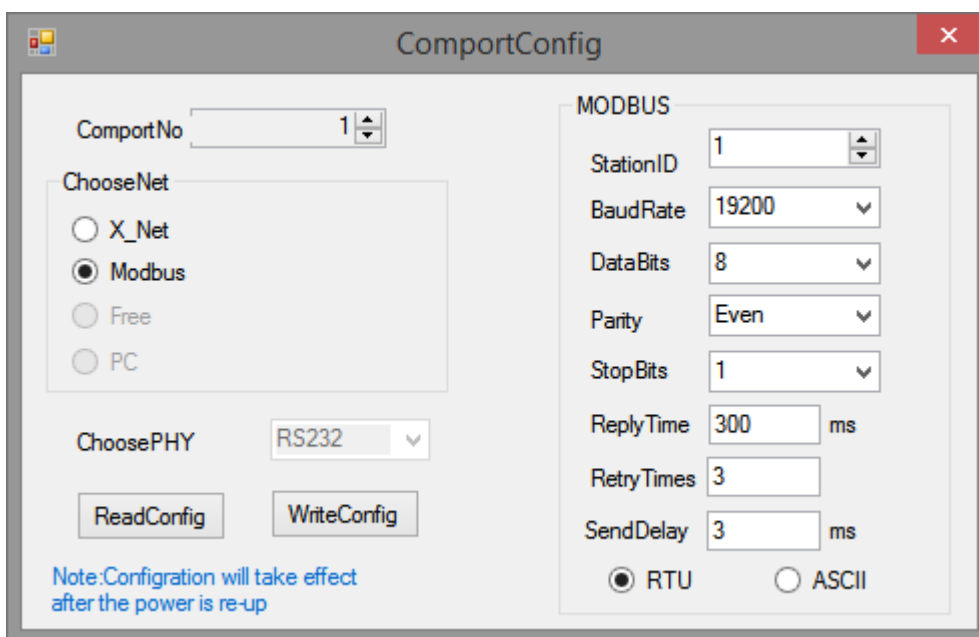 ComportConfig
ComportNo 1
ChooseNet
X_Net
Modbus
Free
PC
ChoosePHY RS232
ReadConfig WriteConfig
Note:Configration will take effect
after the power is re-up
MODBUS
StationID 1
BaudRate 19200
DataBits 8
Parity Even
StopBits 1
ReplyTime 300 ms
RetryTimes 3
SendDelay 3 ms
RTU ASCII